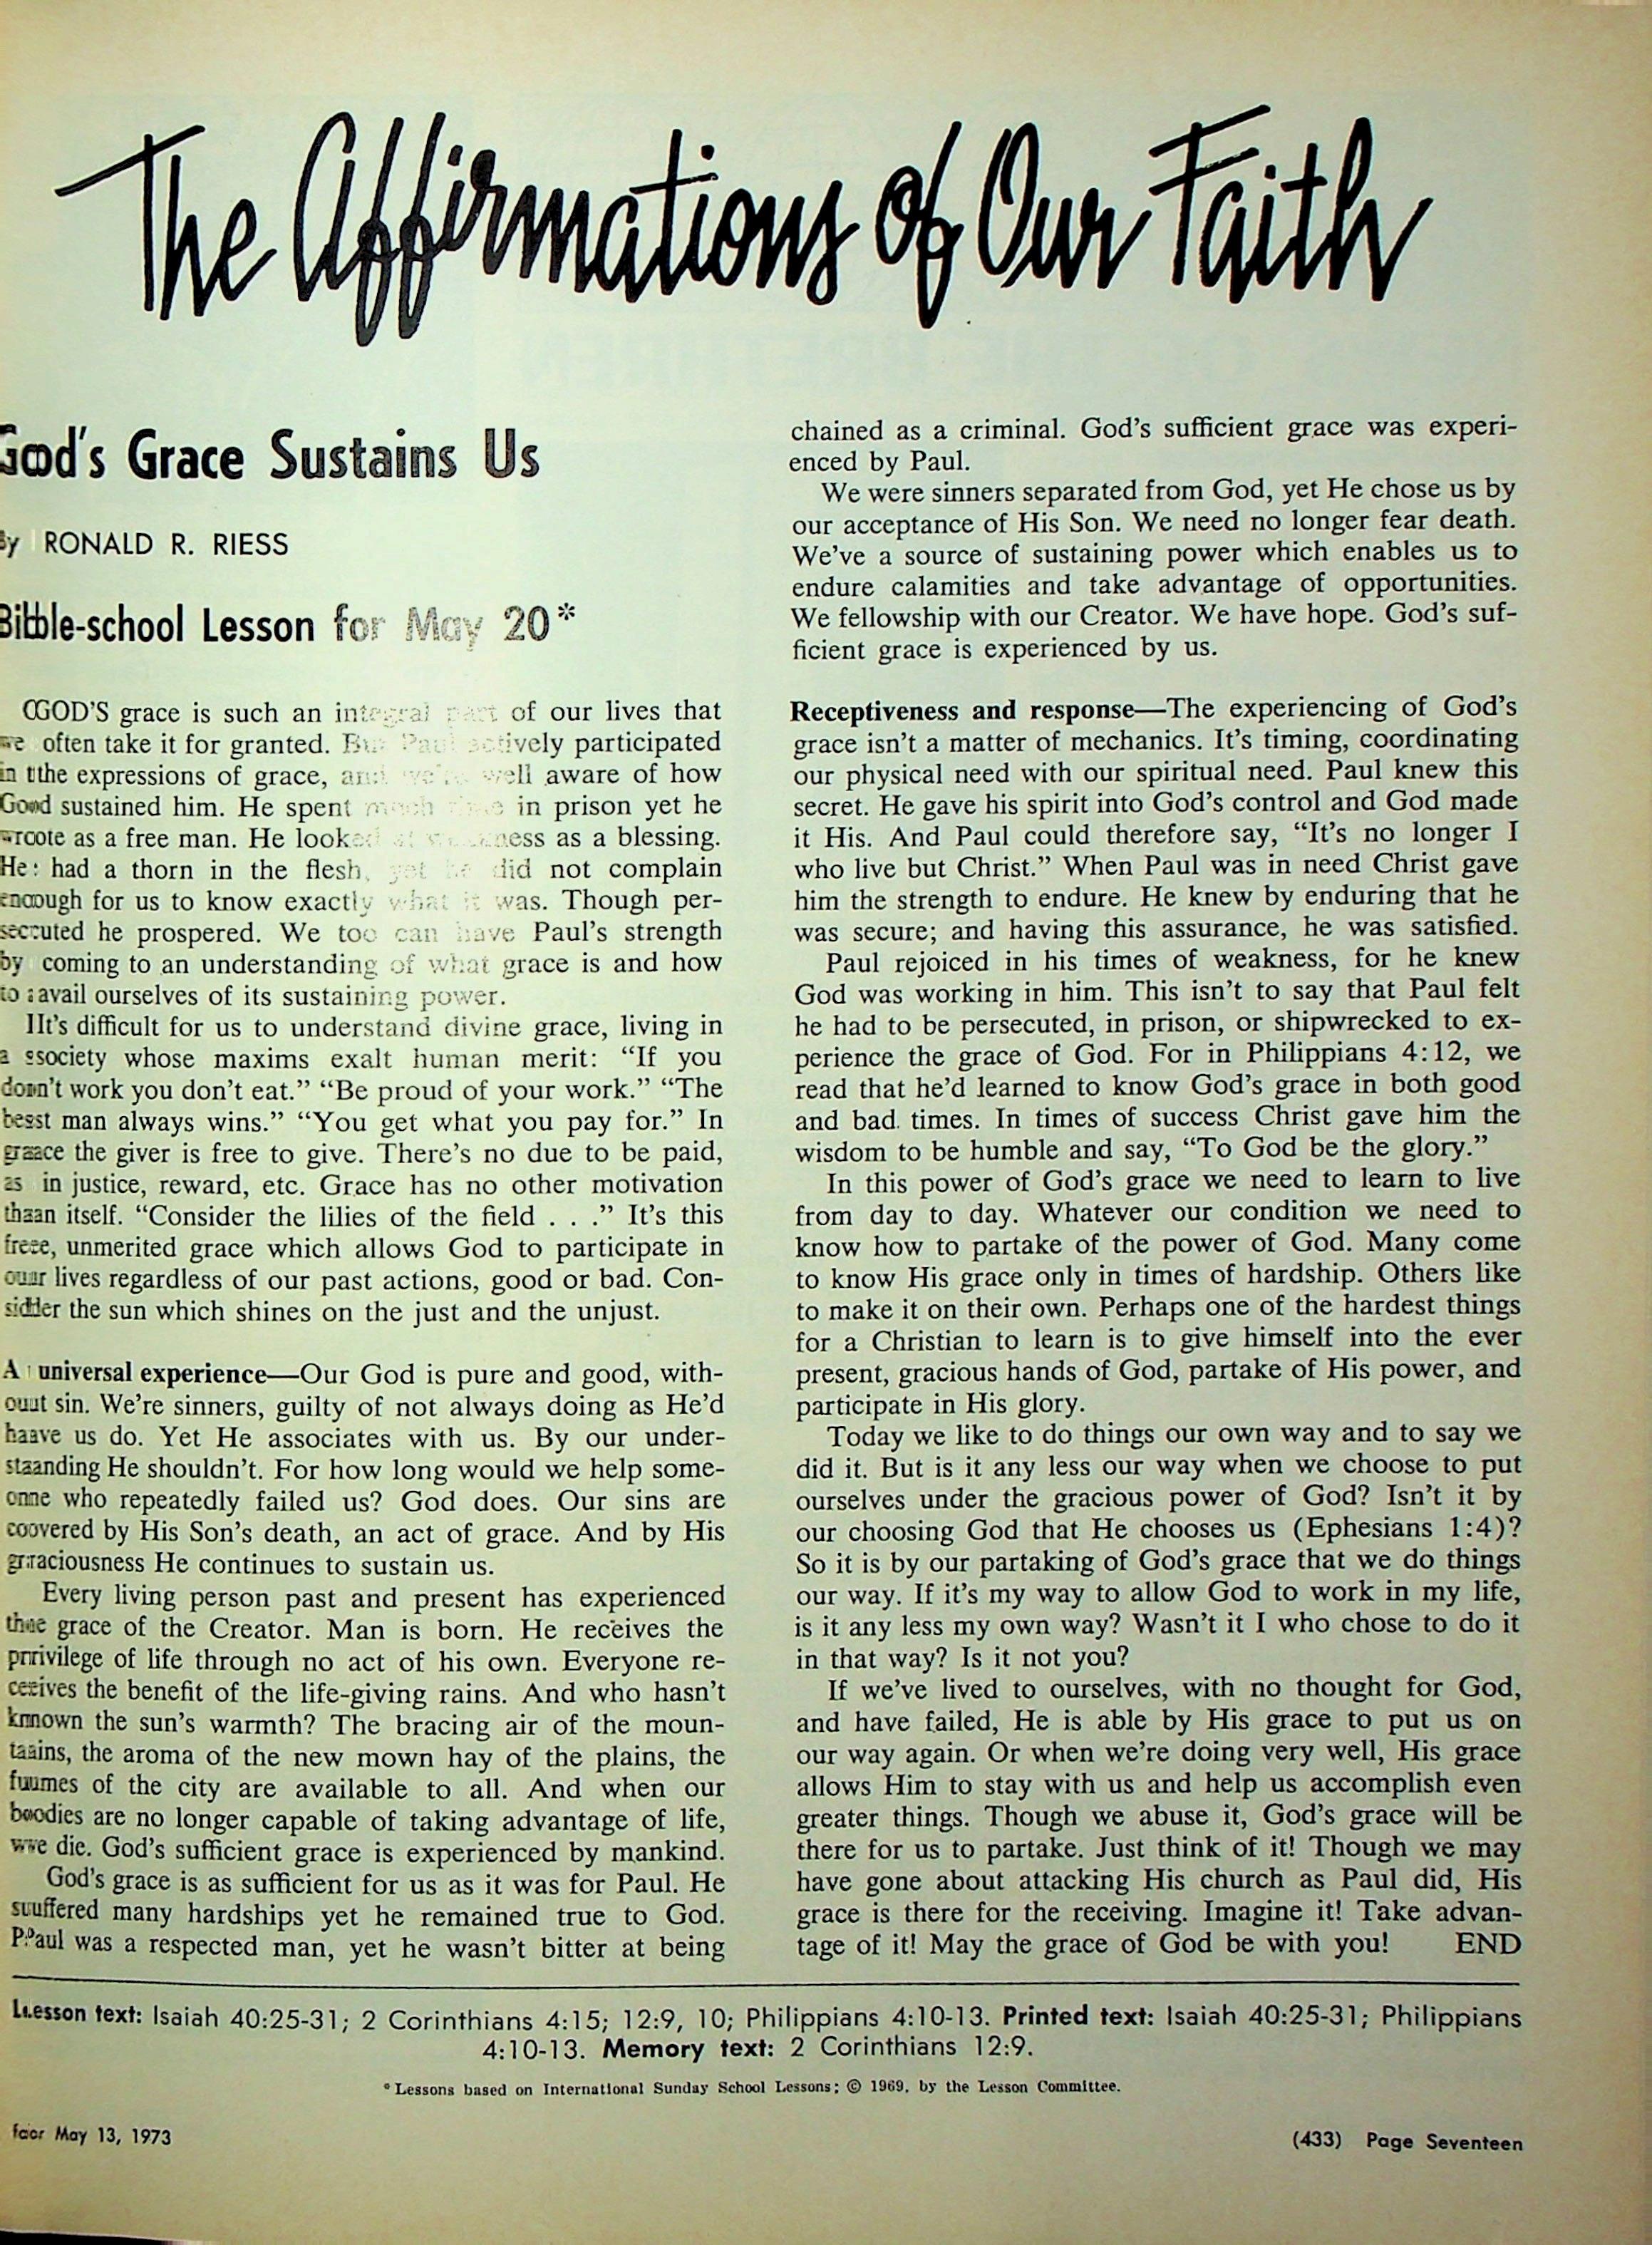 The Affirmations of Our Faith
God's Grace Sustains Us
By RONALD R. RIESS
Bible-school Lesson for May 20*
GOD'S grace is such an integral part of our lives that
we often take it for granted. But Paul actively participated
in the expressions of grace, and well aware of how
God sustained him. He spent much time in prison yet he
wrote as a free man. He looked at weakness as a blessing.
He had a thorn in the flesh, yet he did not complain
enough for us to know exactly what it was. Though per-
secuted he prospered. We too can have Paul's strength
by coming to an understanding of what grace is and how
to avail ourselves of its sustaining power.
It's difficult for us to understand divine grace, living in
a society whose maxims exalt human merit: "If you
don't work you don't eat." "Be proud of your work." "The
best man always wins." "You get what you pay for." In
grace the giver is free to give. There's no due to be paid,
as in justice, reward, etc. Grace has no other motivation
than itself. "Consider the lilies of the field . . ." It's this
free, unmerited grace which allows God to participate in
our lives regardless of our past actions, good or bad. Con-
sider the sun which shines on the just and the unjust.
A universal experience—Our God is pure and good, with-
out sin. We're sinners, guilty of not always doing as He'd
have us do. Yet He associates with us. By our under-
standing He shouldn't. For how long would we help some-
one who repeatedly failed us? God does. Our sins are
covered by His Son's death, an act of grace. And by His
graciousness He continues to sustain us.
Every living person past and present has experienced
the grace of the Creator. Man is born. He receives the
privilege of life through no act of his own. Everyone re-
ceives the benefit of the life-giving rains. And who hasn't
known the sun's warmth? The bracing air of the moun-
tains, the aroma of the new mown hay of the plains, the
fumes of the city are available to all. And when our
bodies are no longer capable of taking advantage of life,
we die. God's sufficient grace is experienced by mankind.
God's grace is as sufficient for us as it was for Paul. He
suffered many hardships yet he remained true to God.
Paul was a respected man, yet he wasn't bitter at being
chained as a criminal. God's sufficient grace was experi-
enced by Paul.
We were sinners separated from God, yet He chose us by
our acceptance of His Son. We need no longer fear death.
We've a source of sustaining power which enables us to
endure calamities and take advantage of opportunities.
We fellowship with our Creator. We have hope. God's suf-
ficient grace is experienced by us.
Receptiveness and response—The experiencing of God's
grace isn't a matter of mechanics. It's timing, coordinating
our physical need with our spiritual need. Paul knew this
secret. He gave his spirit into God's control and God made
it His. And Paul could therefore say, "It's no longer I
who live but Christ." When Paul was in need Christ gave
him the strength to endure. He knew by enduring that he
was secure; and having this assurance, he was satisfied.
Paul rejoiced in his times of weakness, for he knew
God was working in him. This isn't to say that Paul felt
he had to be persecuted, in prison, or shipwrecked to ex-
perience the grace of God. For in Philippians 4:12, we
read that he'd learned to know God's grace in both good
and bad times. In times of success Christ gave him the
wisdom to be humble and say, "To God be the glory."
In this power of God's grace we need to learn to live
from day to day. Whatever our condition we need to
know how to partake of the power of God. Many come
to know His grace only in times of hardship. Others like
to make it on their own. Perhaps one of the hardest things
for a Christian to learn is to give himself into the ever
present, gracious hands of God, partake of His power, and
participate in His glory.
Today we like to do things our own way and to say we
did it. But is it any less our way when we choose to put
ourselves under the gracious power of God? Isn't it by
our choosing God that He chooses us (Ephesians 1:4)?
So it is by our partaking of God's grace that we do things
our way. If it's my way to allow God to work in my life,
is it any less my own way? Wasn't it I who chose to do it
in that way? Is it not you?
If we've lived to ourselves, with no thought for God,
and have failed, He is able by His grace to put us on
our way again. Or when we're doing very well, His grace
allows Him to stay with us and help us accomplish even
greater things. Though we abuse it, God's grace will be
there for us to partake. Just think of it! Though we may
have gone about attacking His church as Paul did, His
grace is there for the receiving. Imagine it! Take advan-
tage of it! May the grace of God be with you! END
Lesson text: Isaiah 40:25-31; 2 Corinthians 4:15; 12:9, 10; Philippians 4:10-13. Printed text: Isaiah 40:25-31; Philippians
4:10-13. Memory text: 2 Corinthians 12:9.
*Lessons based on International Sunday School Lessons; © 1969, by the Lesson Committee.
for May 13, 1973
(433) Page Seventeen